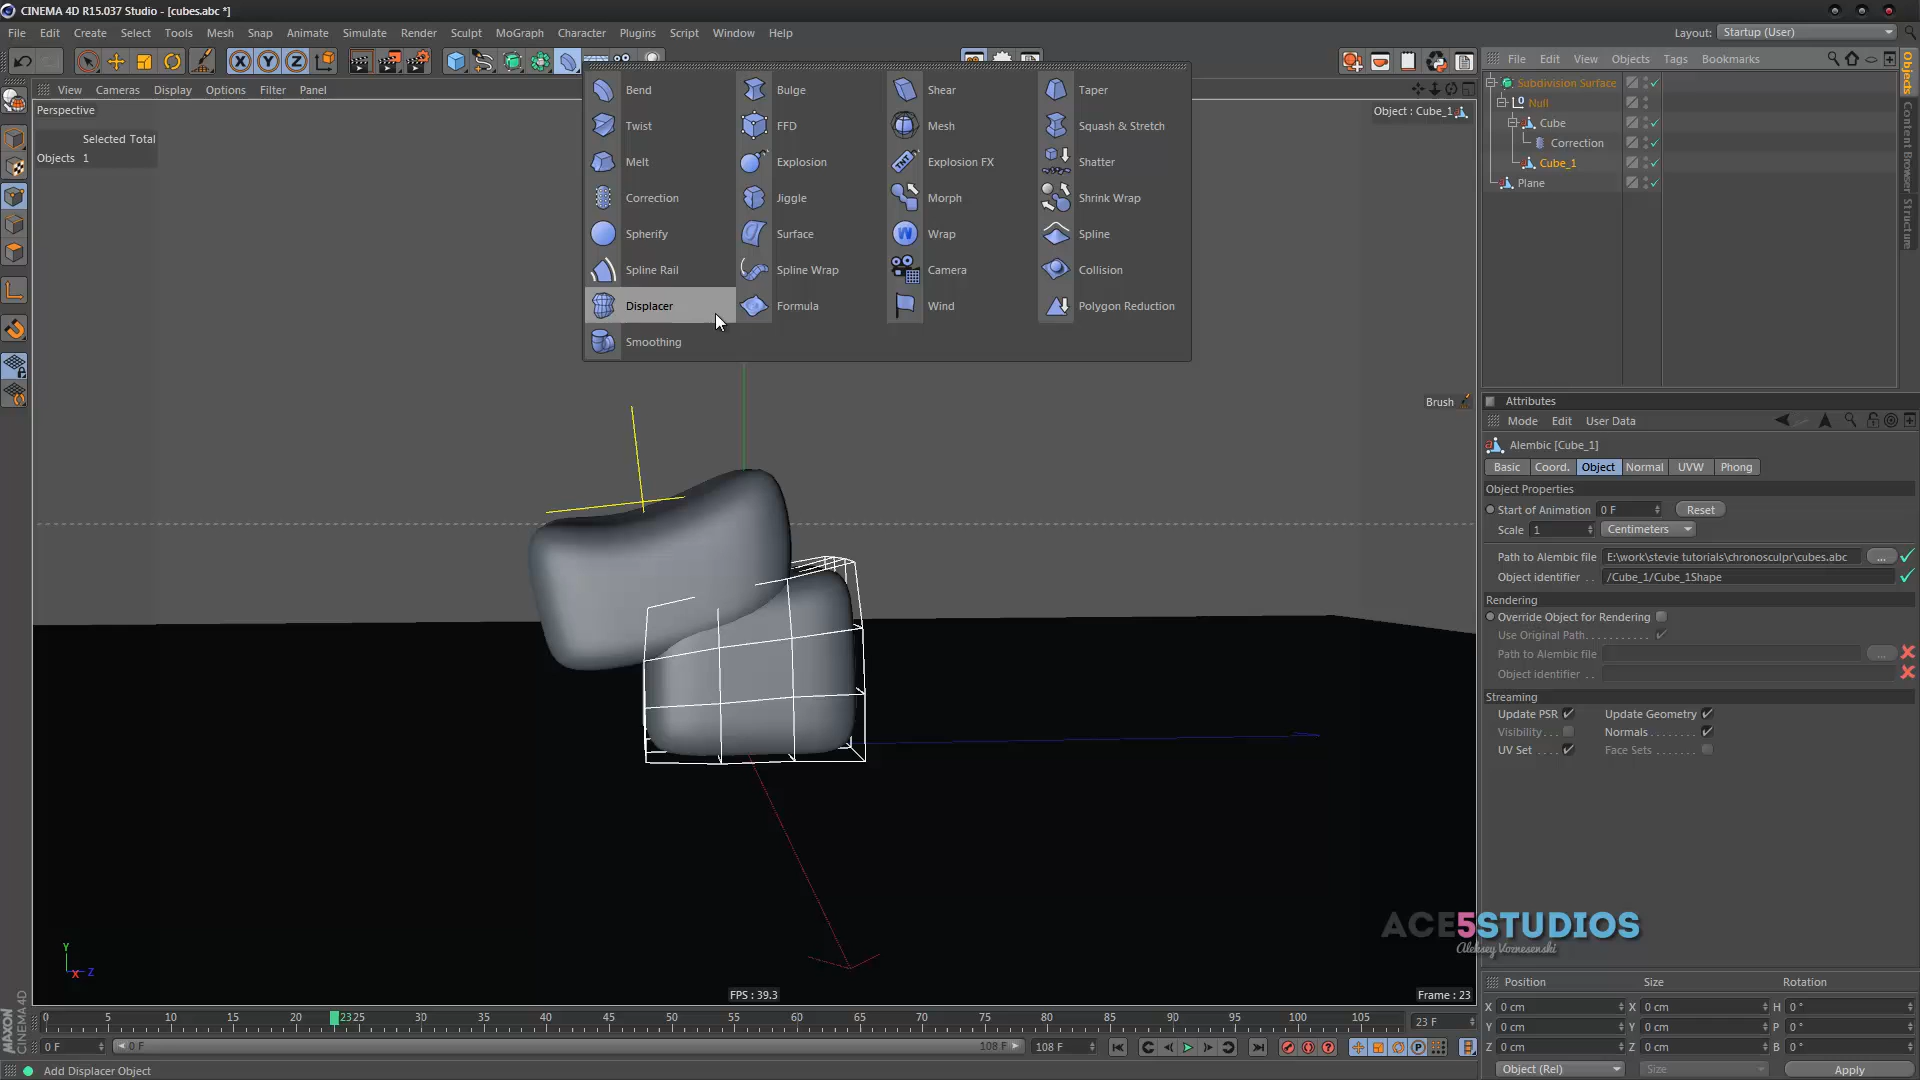 CINEMA 4D R15.037 Studio - [cubes.abc *]
File Edit Create Select Tools Mesh Snap Animate Simulate Render Sculpt MoGraph Character Plugins Script Window Help
Layout: Startup (User)
X Y Z
File Edit View Objects Tags Bookmarks
View Cameras Display Options Filter Panel
Perspective
Object : Cube_1
Selected Total
Objects 1
Bend Bulge Shear Taper
Twist FFD Mesh Squash & Stretch
Melt Explosion Explosion FX Shatter
Correction Jiggle Morph Shrink Wrap
Spherify Surface Wrap Spline
Spline Rail Spline Wrap Camera Collision
Displacer Formula Wind Polygon Reduction
Smoothing
Subdivision Surface
Null
Cube
Correction
Cube_1
Plane
Objects
Content Browser
Structure
Brush
Attributes
Mode Edit User Data
Alembic [Cube_1]
Basic Coord. Object Normal UVW Phong
Object Properties
Start of Animation 0 F Reset
Scale 1 Centimeters
Path to Alembic file E:\work\stevie tutorials\chronosculpr\cubes.abc ...
Object identifier . . /Cube_1/Cube_1Shape
Rendering
Override Object for Rendering
Use Original Path. . . . . . . . . . .
Path to Alembic file ...
Object identifier . .
Streaming
Update PSR Update Geometry
Visibility . . . . Normals . . . . . . .
UV Set . . . . Face Sets . . . . . . .
ACE5STUDIOS
Aleksey Voznesenski
Y
X Z
FPS : 39.3
Frame : 23
0 5 10 15 20 23 25 30 35 40 45 50 55 60 65 70 75 80 85 90 95 100 105
23 F
0 F 0 F 108 F 108 F
Position Size Rotation
X 0 cm X 0 cm H 0 °
Y 0 cm Y 0 cm P 0 °
Z 0 cm Z 0 cm B 0 °
Object (Rel) Size Apply
Add Displacer Object
MAXON
CINEMA 4D